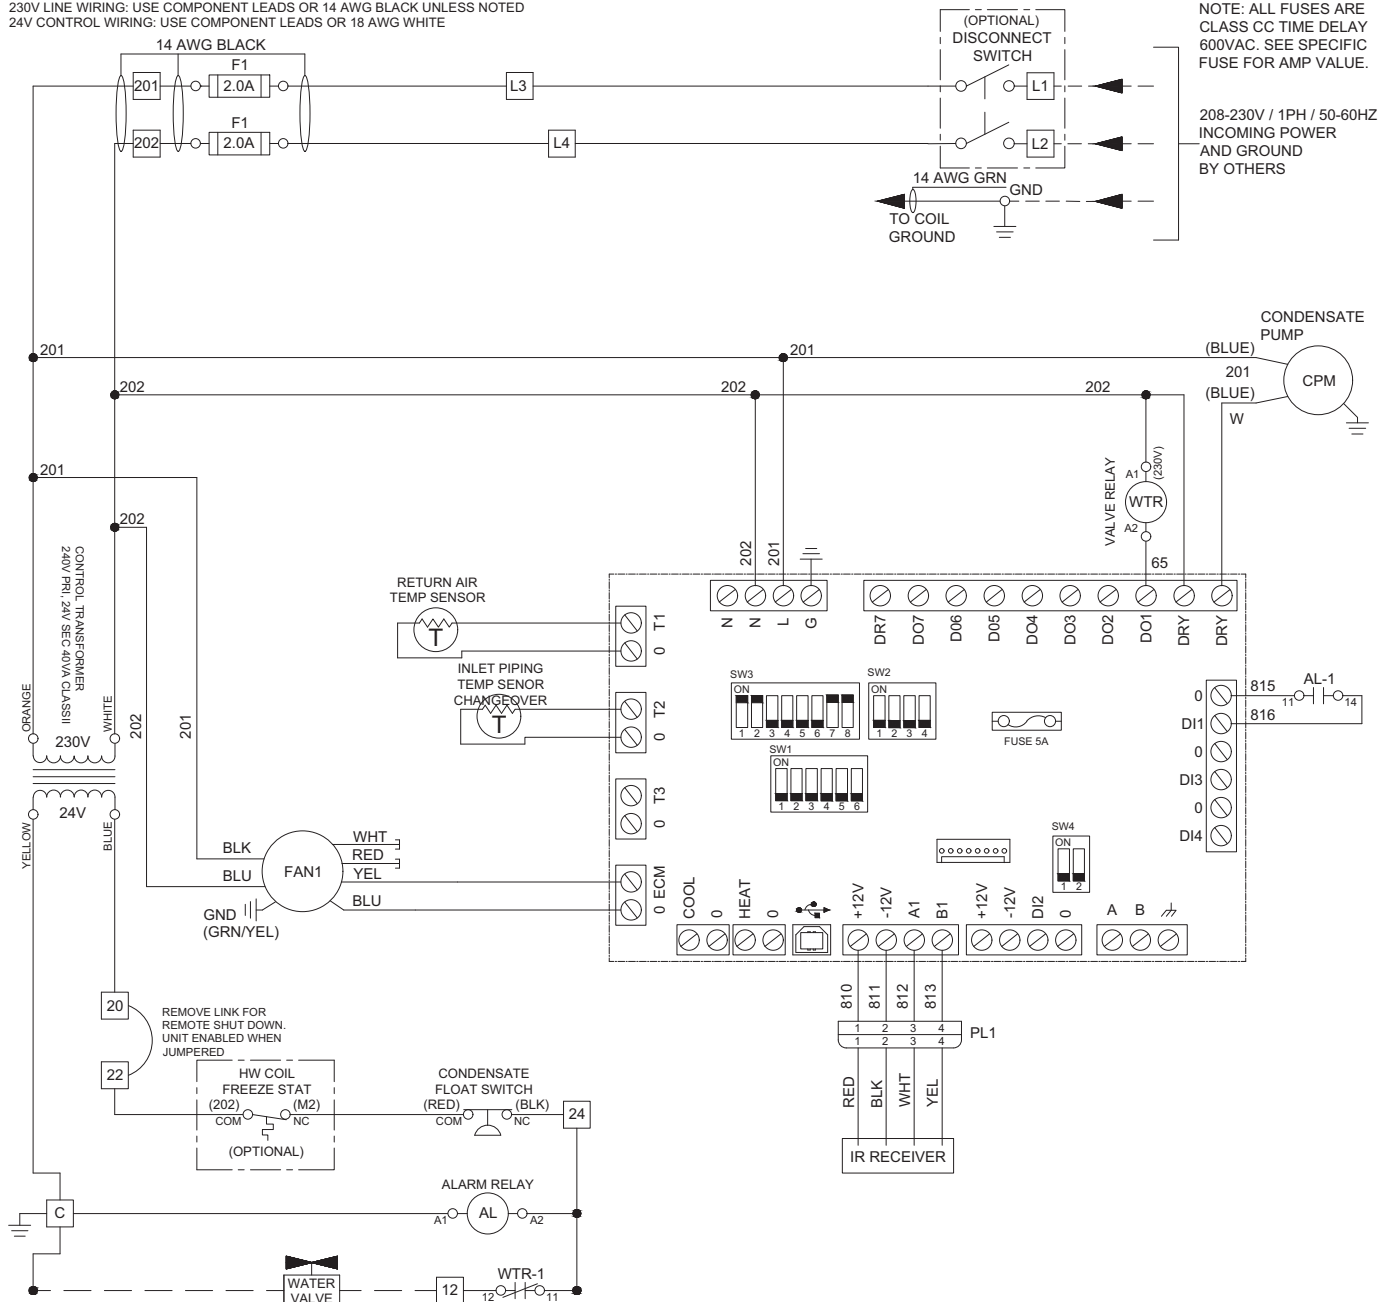 230V LINE WIRING: USE COMPONENT LEADS OR 14 AWG BLACK UNLESS NOTED
24V CONTROL WIRING: USE COMPONENT LEADS OR 18 AWG WHITE
14 AWG BLACK
F1
201
2.0A
L3
F1
202
2.0A
L4
(OPTIONAL)
DISCONNECT
SWITCH
L1
L2
NOTE: ALL FUSES ARE
CLASS CC TIME DELAY
600VAC. SEE SPECIFIC
FUSE FOR AMP VALUE.
208-230V / 1PH / 50-60HZ
INCOMING POWER
AND GROUND
BY OTHERS
14 AWG GRN
GND
TO COIL
GROUND
CONDENSATE
PUMP
201
201
(BLUE)
201
CPM
202
202
202
(BLUE)
W
201
202
VALVE RELAY
A1
(230V)
WTR
A2
65
CONTROL TRANSFORMER
240V PRI, 24V SEC 40VA CLASSII
ORANGE
WHITE
202
201
230V
24V
YELLOW
BLUE
RETURN AIR
TEMP SENSOR
T
INLET PIPING
TEMP SENOR
CHANGEOVER
T
202
201
N
N
L
G
DR7
DO7
D06
D05
DO4
DO3
DO2
DO1
DRY
DRY
T1
0
T2
0
T3
0
ECM
0
SW3
ON
1 2 3 4 5 6 7 8
SW2
ON
1 2 3 4
SW1
ON
1 2 3 4 5 6
FUSE 5A
SW4
ON
1 2
0
DI1
0
DI3
0
DI4
815
816
AL-1
11
14
BLK
BLU
FAN1
WHT
RED
YEL
BLU
GND
(GRN/YEL)
COOL
0
HEAT
0
+12V
-12V
A1
B1
+12V
-12V
DI2
0
A
B
810
811
812
813
1 2 3 4
1 2 3 4
PL1
RED
BLK
WHT
YEL
IR RECEIVER
20
22
REMOVE LINK FOR
REMOTE SHUT DOWN.
UNIT ENABLED WHEN
JUMPERED
HW COIL
FREEZE STAT
(202)
(M2)
COM
NC
(OPTIONAL)
CONDENSATE
FLOAT SWITCH
(RED)
(BLK)
COM
NC
24
ALARM RELAY
C
A1
AL
A2
WATER
VALVE
12
WTR-1
12
11